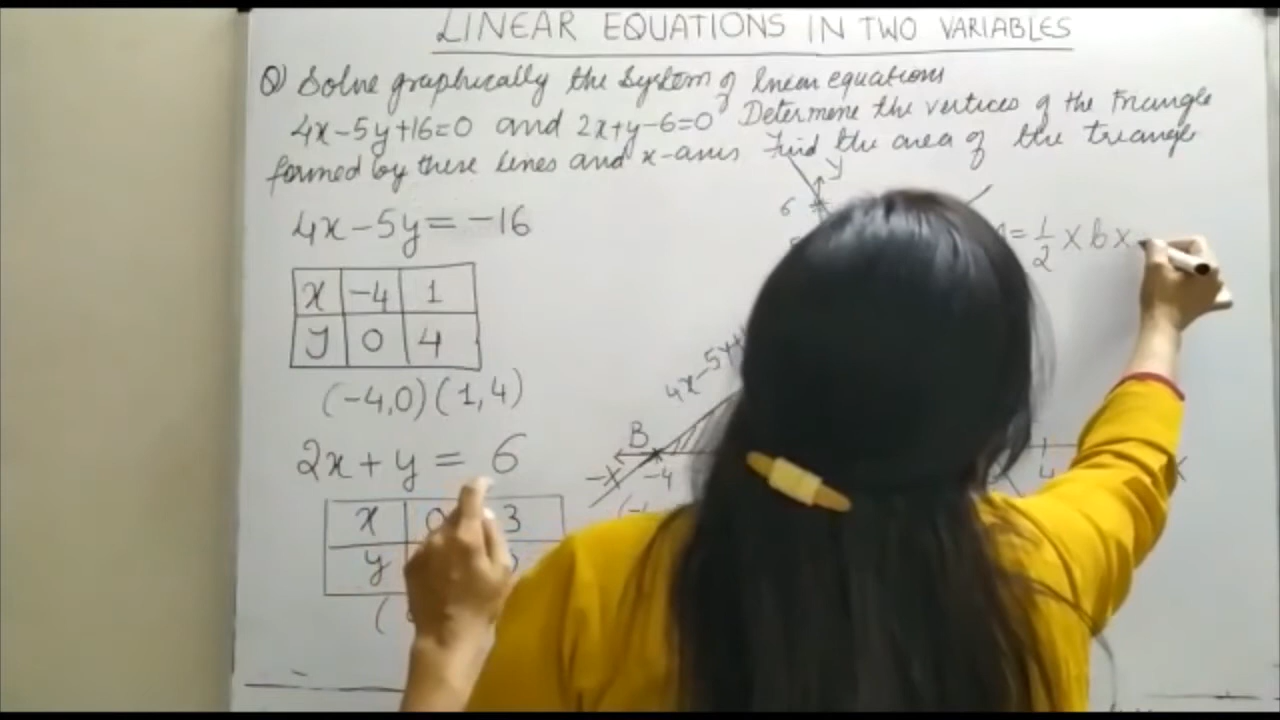 LINEAR EQUATIONS IN TWO VARIABLES
Q) Solve graphically the system of linear equations
4x-5y+16=0 and 2x+y-6=0 Determine the vertices of the triangle
formed by these lines and x-axis Find the area of the triangle
4x-5y=-16
x -4 1
y 0 4
(-4,0) (1,4)
2x+y = 6
x 0 3
y
(
y
6
= 1/2 x b x
4x-5y+
B
-X -4
4
X